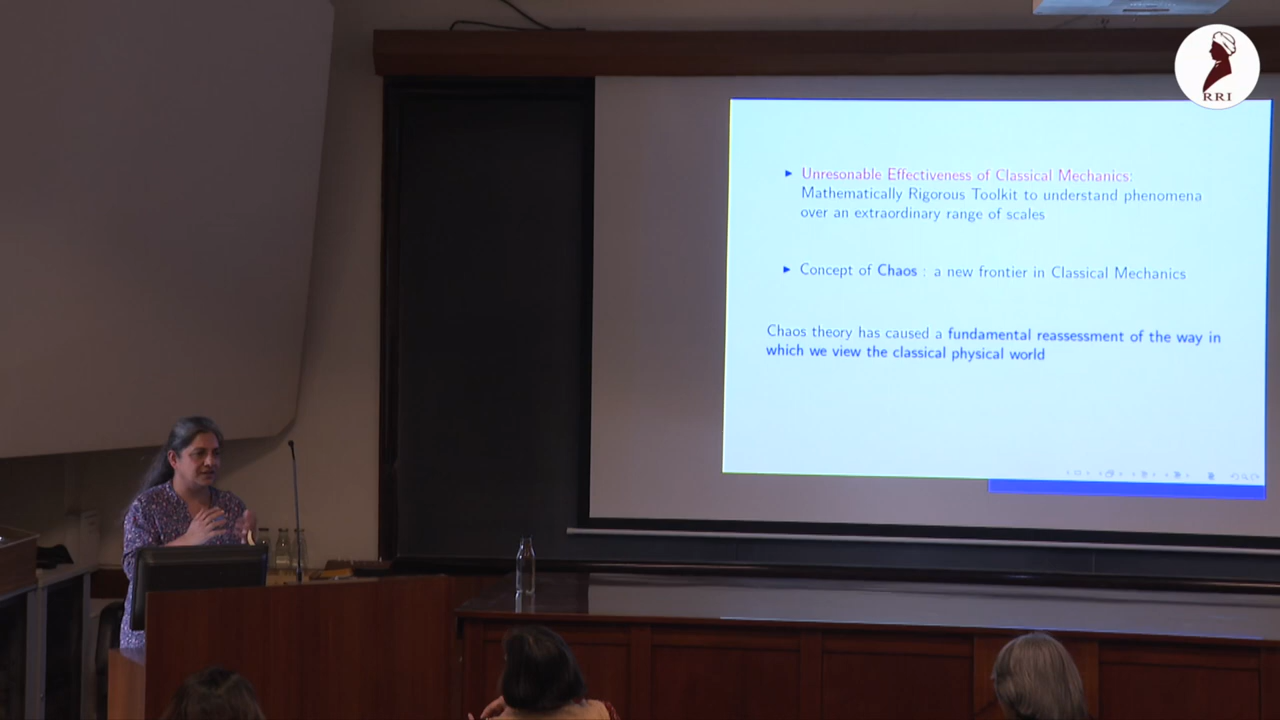 RRI
Unresonable Effectiveness of Classical Mechanics:
Mathematically Rigorous Toolkit to understand phenomena
over an extraordinary range of scales
Concept of Chaos : a new frontier in Classical Mechanics
Chaos theory has caused a fundamental reassessment of the way in
which we view the classical physical world